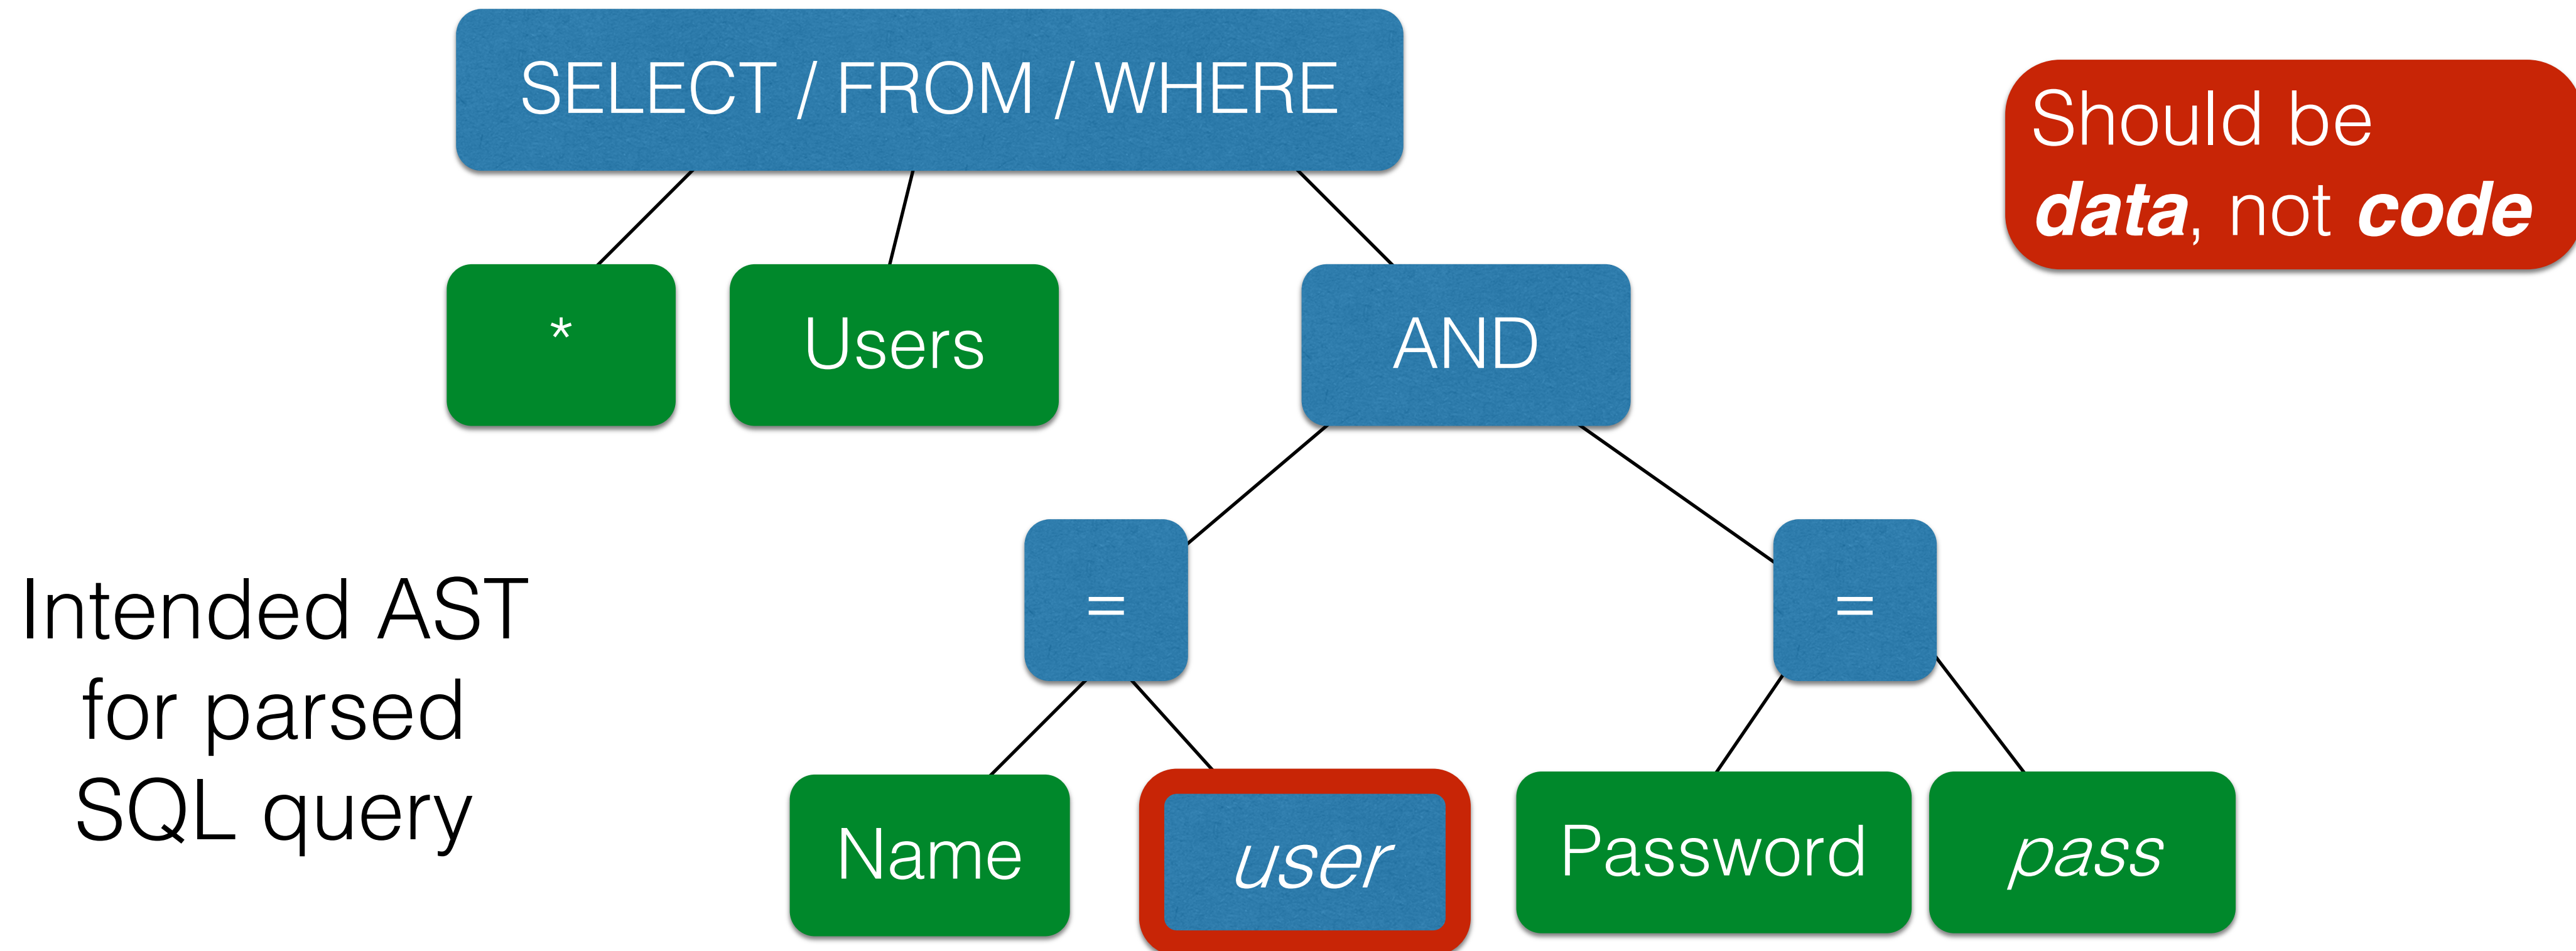 SELECT / FROM / WHERE
Should be
data, not code
*
Users
AND
Intended AST
for parsed
SQL query
=
=
Name
user
Password
pass